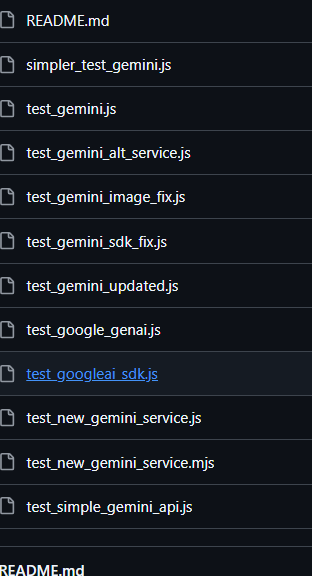 README.md
simpler_test_gemini.js
test_gemini.js
test_gemini_alt_service.js
test_gemini_image_fix.js
test_gemini_sdk_fix.js
test_gemini_updated.js
test_google_genai.js
test_googleai_sdk.js
test_new_gemini_service.js
test_new_gemini_service.mjs
test_simple_gemini_api.js
README.md